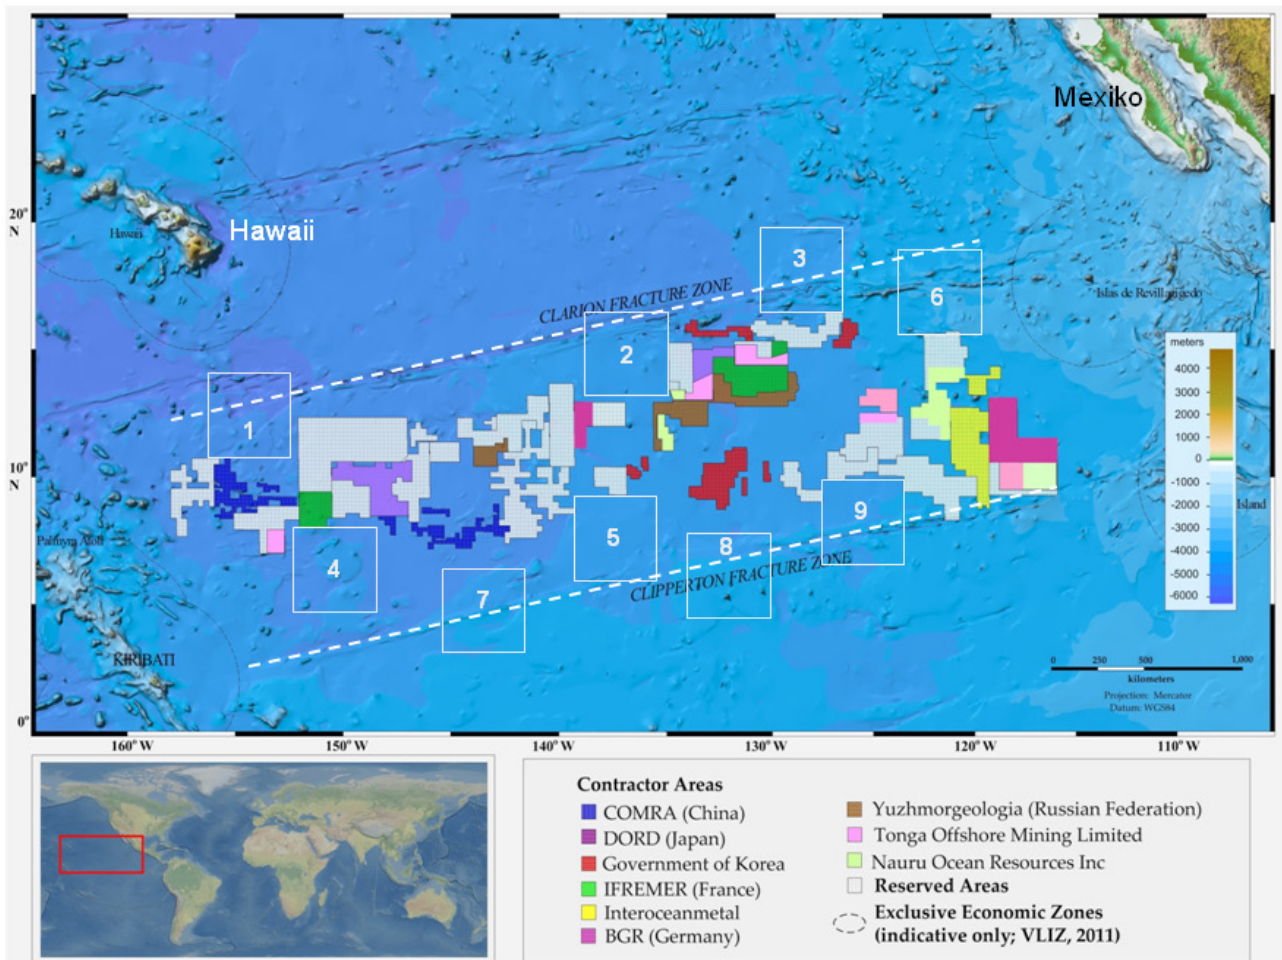 Mexiko
20°
N
Hawaii
Hawaii
3
CLARION FRACTURE ZONE
6
Islas de Revillagigedo
2
meters
4000
3000
2000
1000
0
-1000
-2000
-3000
-4000
-5000
-6000
1
10°
N
9
Island
5
8
Palmyra Atoll
4
CLIPPERTON FRACTURE ZONE
7
KIRIBATI
0 250 500 1,000
kilometers
Projection: Mercator
Datum: WGS84
0°
160° W 150° W 140° W 130° W 120° W 110° W
Contractor Areas
COMRA (China)
DORD (Japan)
Government of Korea
IFREMER (France)
Interoceanmetal
BGR (Germany)
Yuzhmorgeologia (Russian Federation)
Tonga Offshore Mining Limited
Nauru Ocean Resources Inc
Reserved Areas
Exclusive Economic Zones
(indicative only; VLIZ, 2011)